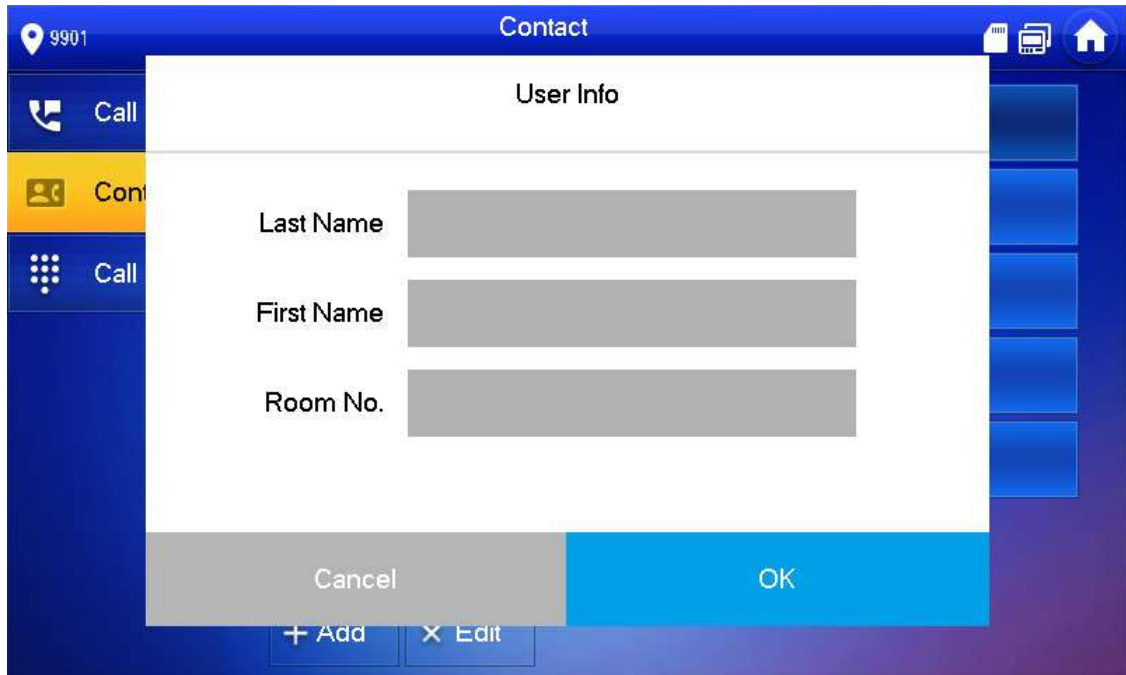 9901
Contact
User Info
Call
Cont
Call
Last Name
First Name
Room No.
Cancel
OK
+ Add
× Edit